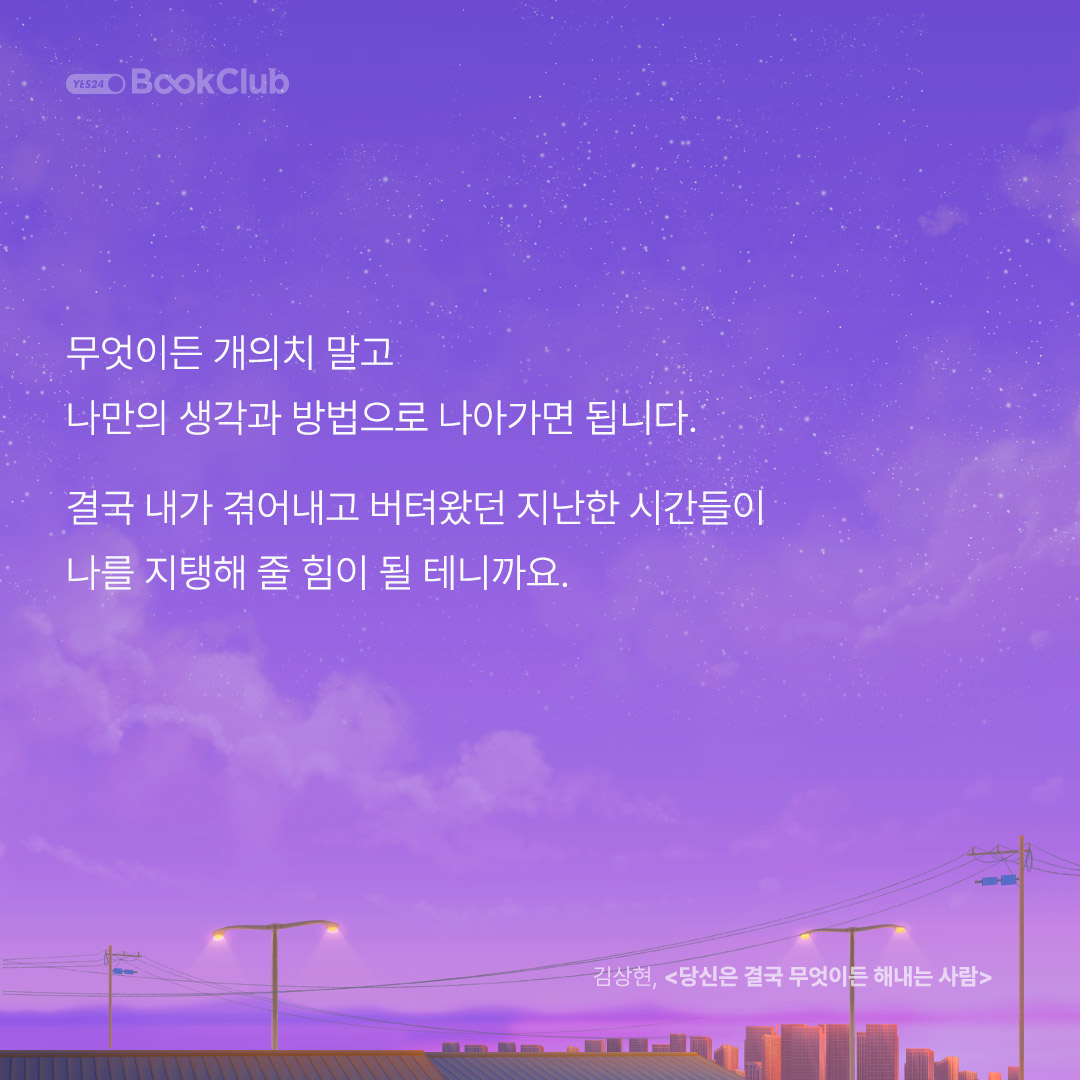 YES24 BookClub
무엇이든 개의치 말고
나만의 생각과 방법으로 나아가면 됩니다.
결국 내가 겪어내고 버텨왔던 지난한 시간들이
나를 지탱해 줄 힘이 될 테니까요.
김상현, <당신은 결국 무엇이든 해내는 사람>